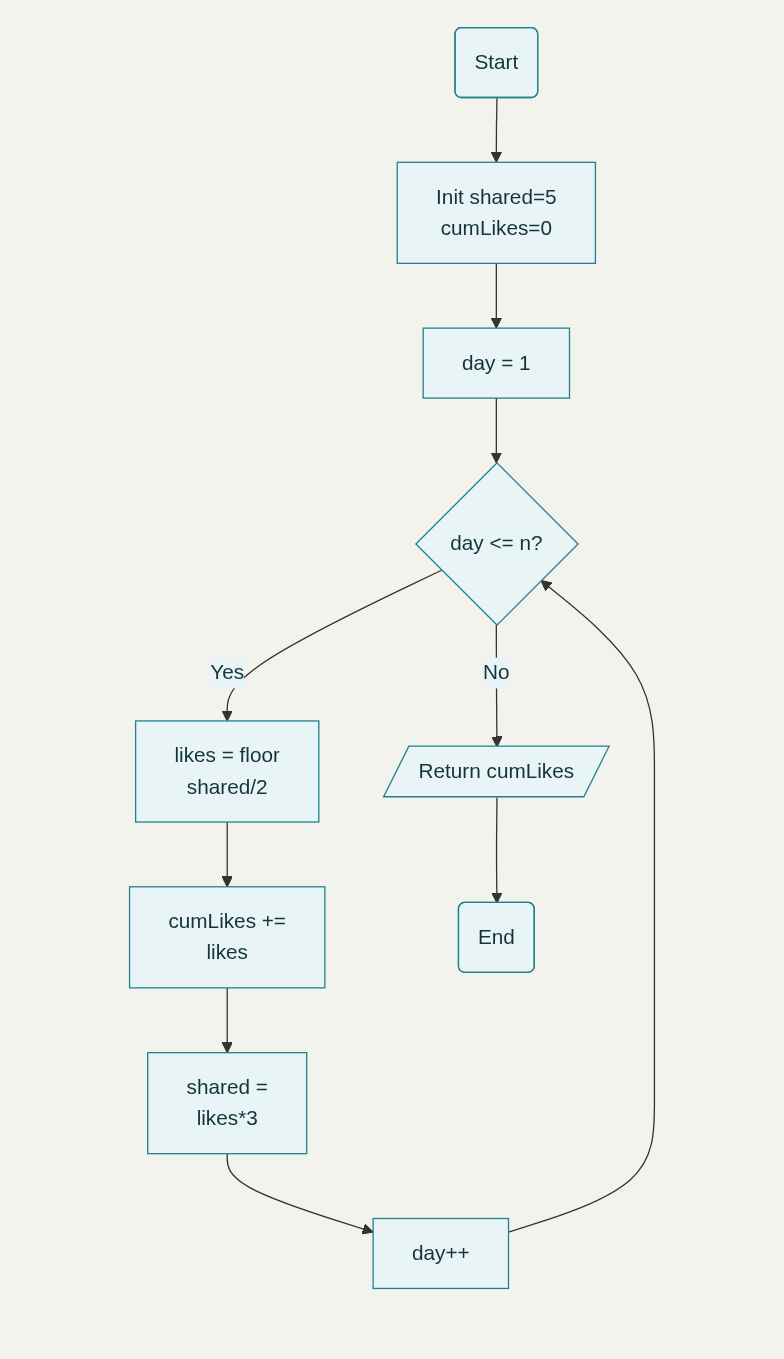 Start
Init shared=5
cumLikes=0
day = 1
day <= n?
Yes
No
likes = floor
shared/2
Return cumLikes
cumLikes +=
likes
End
shared =
likes*3
day++